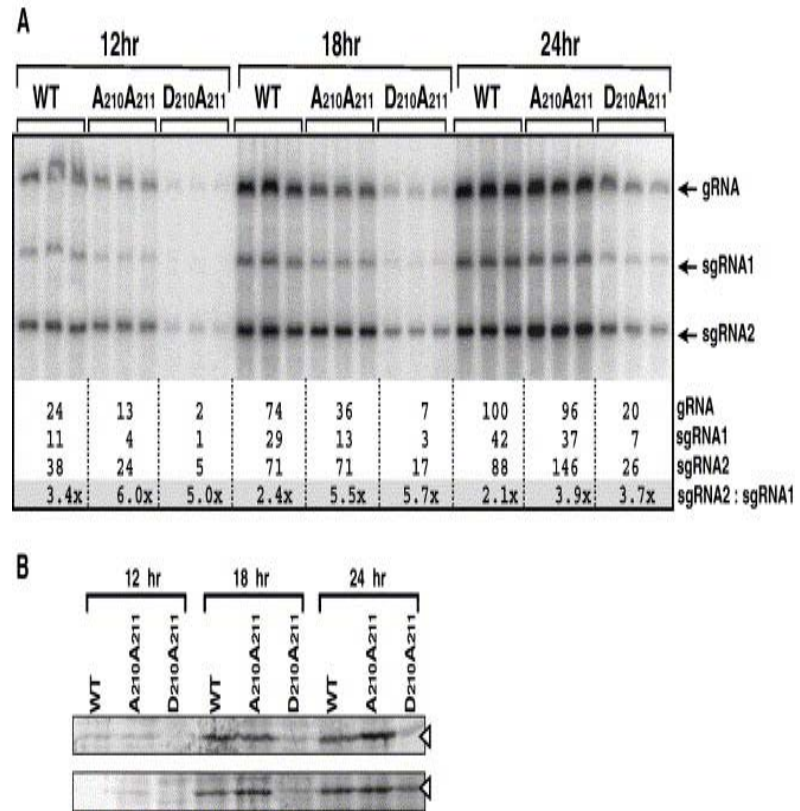 A
12hr 18hr 24hr
WT A210A211 D210A211 WT A210A211 D210A211 WT A210A211 D210A211
gRNA
sgRNA1
sgRNA2
24 13 2 74 36 7 100 96 20 gRNA
11 4 1 29 13 3 42 37 7 sgRNA1
38 24 5 71 71 17 88 146 26 sgRNA2
3.4x 6.0x 5.0x 2.4x 5.5x 5.7x 2.1x 3.9x 3.7x sgRNA2 : sgRNA1
B
12 hr 18 hr 24 hr
WT A210A211 D210A211 WT A210A211 D210A211 WT A210A211 D210A211